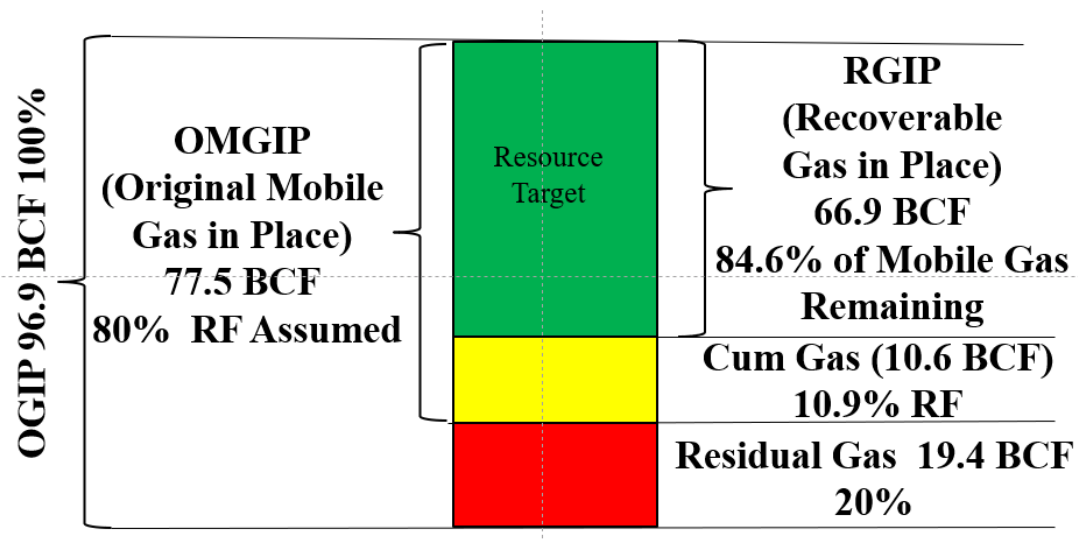 OGIP 96.9 BCF 100%
OMGIP
(Original Mobile
Gas in Place)
77.5 BCF
80% RF Assumed
Resource
Target
RGIP
(Recoverable
Gas in Place)
66.9 BCF
84.6% of Mobile Gas
Remaining
Cum Gas (10.6 BCF)
10.9% RF
Residual Gas 19.4 BCF
20%